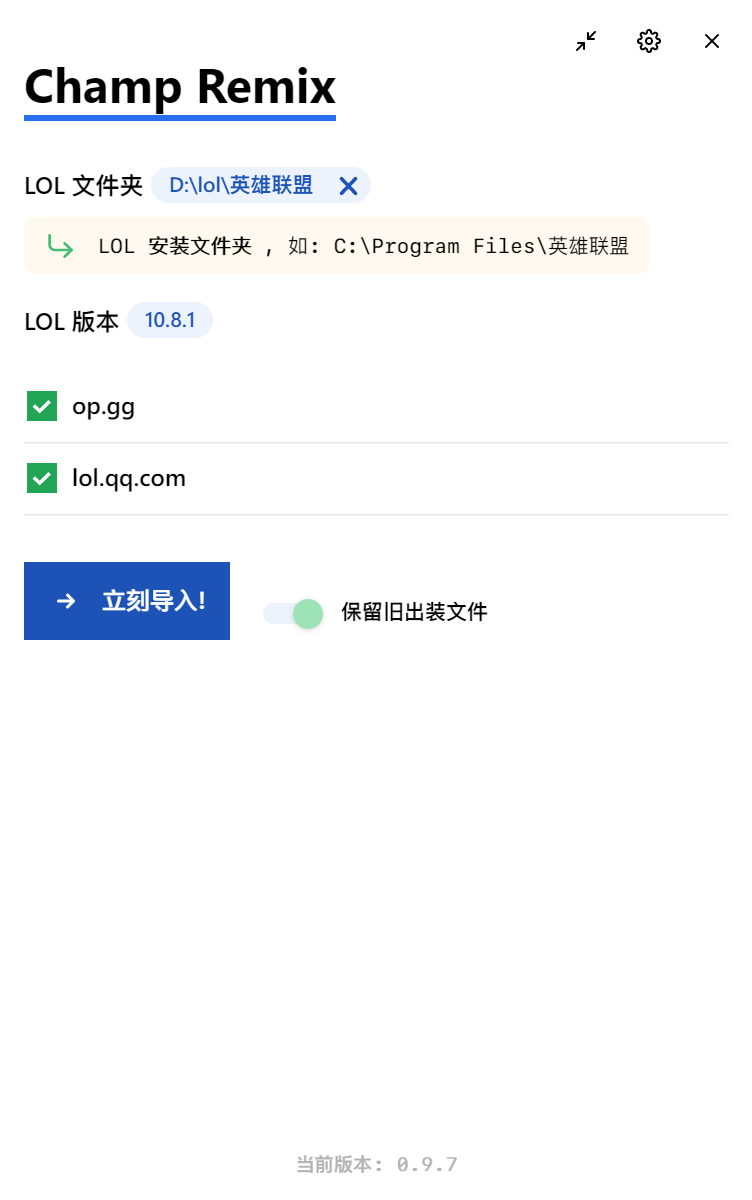 Champ Remix
LOL 文件夹 D:\lol\英雄联盟
LOL 安装文件夹 , 如: C:\Program Files\英雄联盟
LOL 版本 10.8.1
op.gg
lol.qq.com
立刻导入! 保留旧出装文件
当前版本: 0.9.7